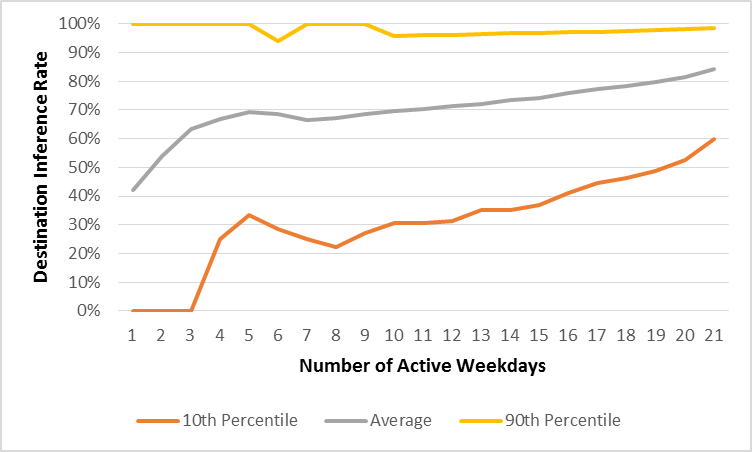 100%
90%
80%
70%
60%
50%
40%
30%
20%
10%
0%
Destination Inference Rate
1 2 3 4 5 6 7 8 9 10 11 12 13 14 15 16 17 18 19 20 21
Number of Active Weekdays
10th Percentile Average 90th Percentile